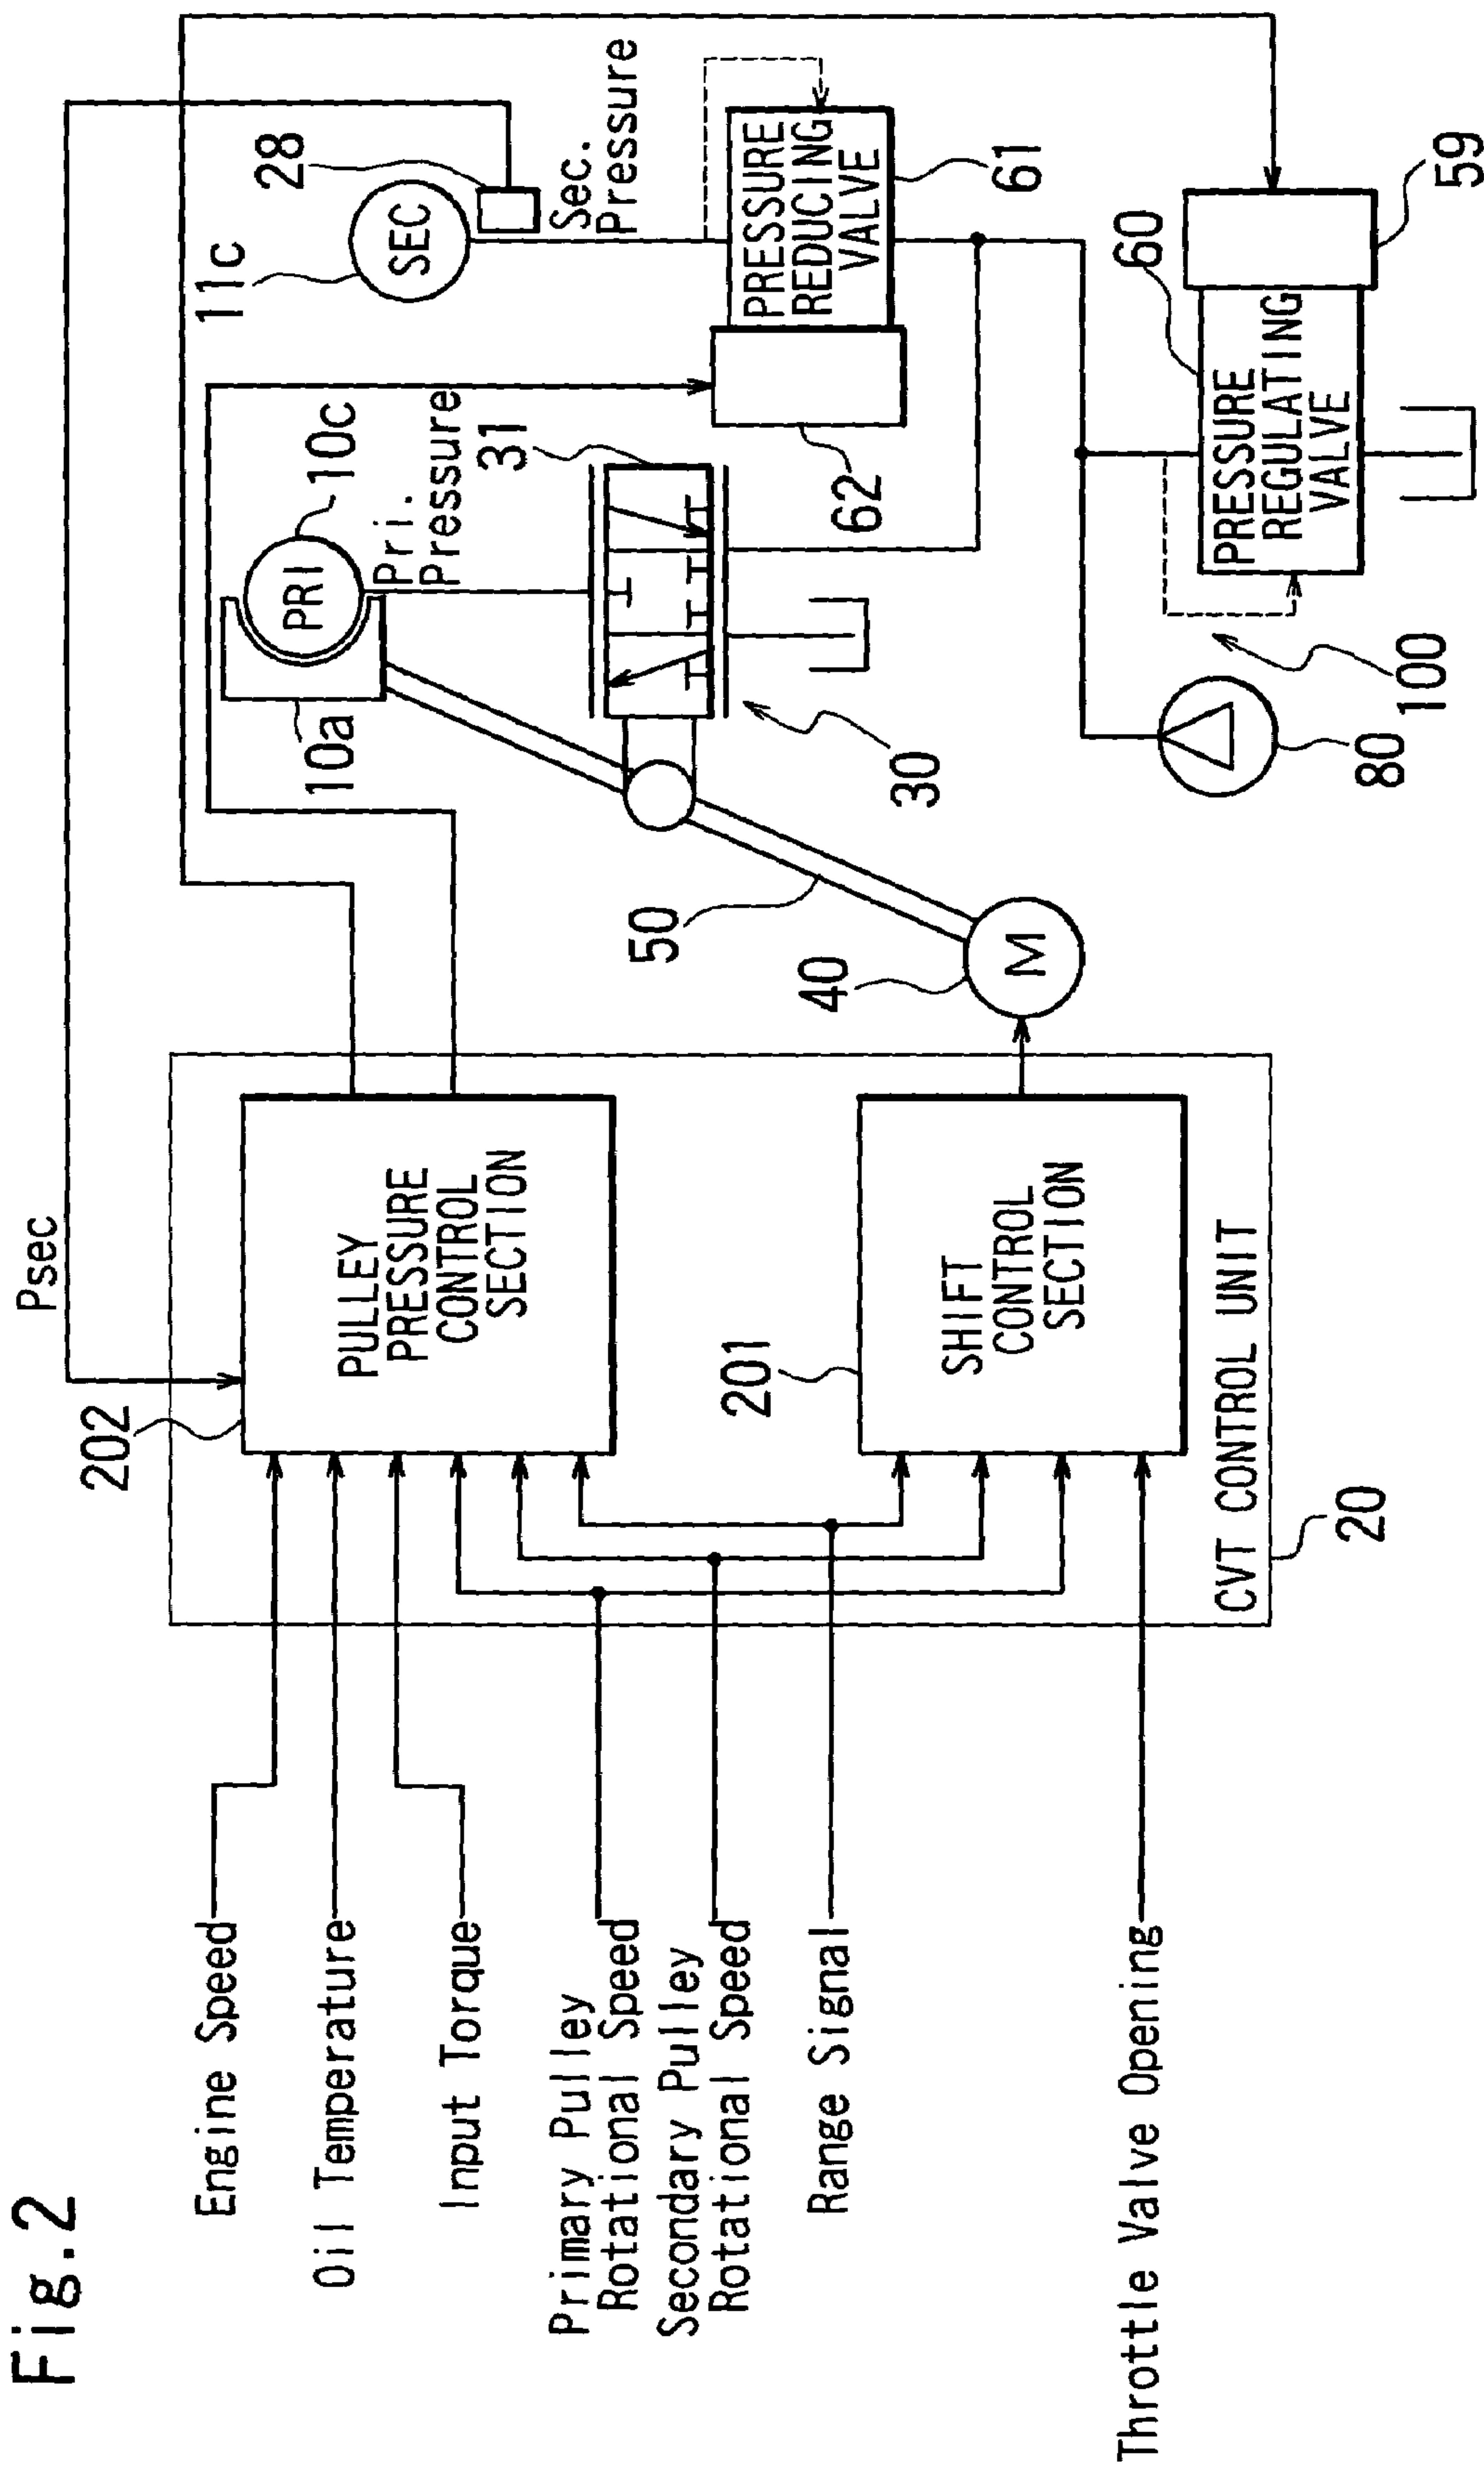 Fig.2
Psec
Engine Speed
Oil Temperature
Input Torque
Primary Pulley
Rotational Speed
Secondary Pulley
Rotational Speed
Range Signal
Throttle Valve Opening
202
PULLEY
PRESSURE
CONTROL
SECTION
201
SHIFT
CONTROL
SECTION
CVT CONTROL UNIT
20
40
M
50
10a
PRI
10c
Pri.
Pressure
31
30
11c
SEC
28
Sec.
Pressure
PRESSURE
REDUCING
VALVE
61
62
60
PRESSURE
REGULATING
VALVE
59
100
80